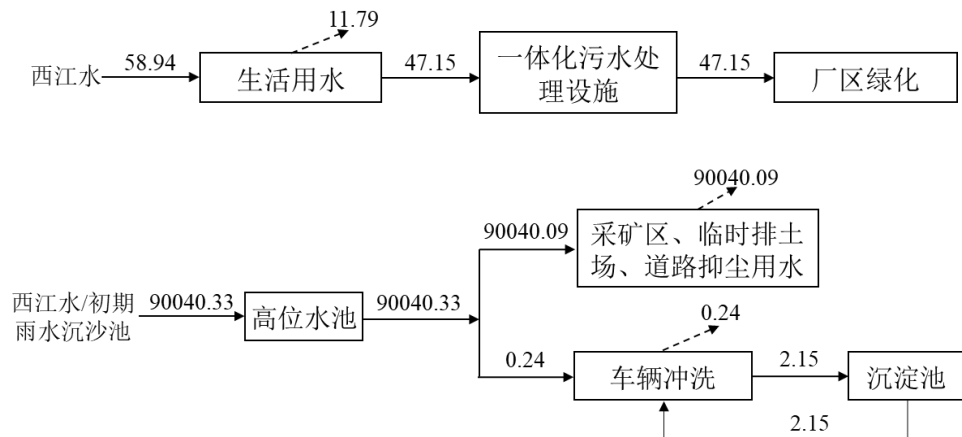 11.79
西江水
58.94
生活用水
47.15
一体化污水处
理设施
47.15
厂区绿化
90040.09
90040.09
采矿区、临时排土
场、道路抑尘用水
西江水/初期
雨水沉沙池
90040.33
高位水池
90040.33
0.24
0.24
车辆冲洗
2.15
沉淀池
2.15